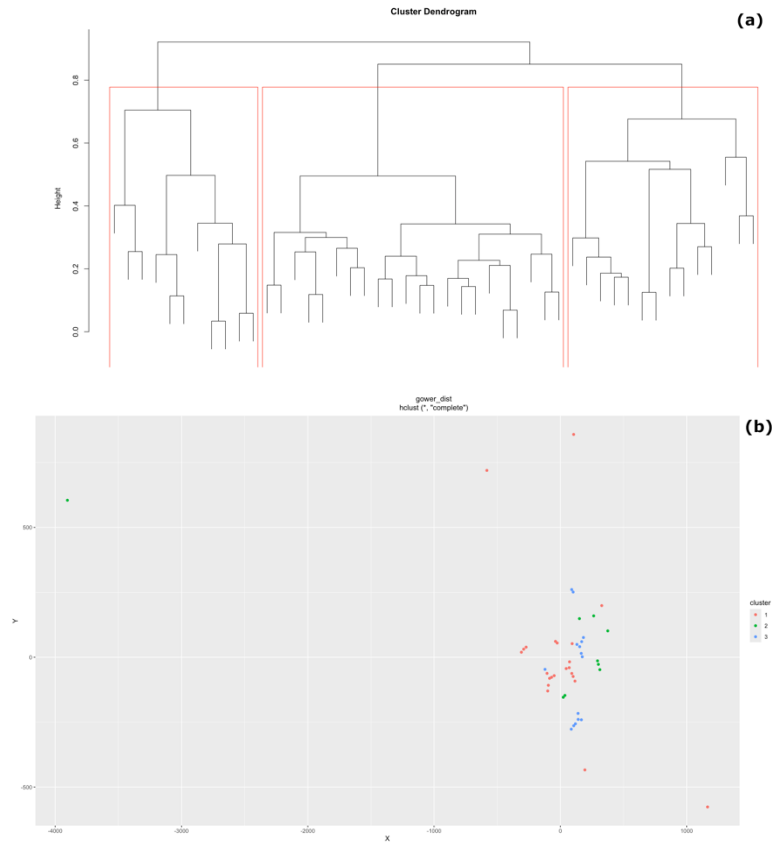 Cluster Dendrogram
(a)
Height
0.8
0.6
0.4
0.2
0.0
gower_dist
hclust (", "complete")
(b)
500
0
-500
Y
-4000 -3000 -2000 -1000 0 1000
X
cluster
1
2
3